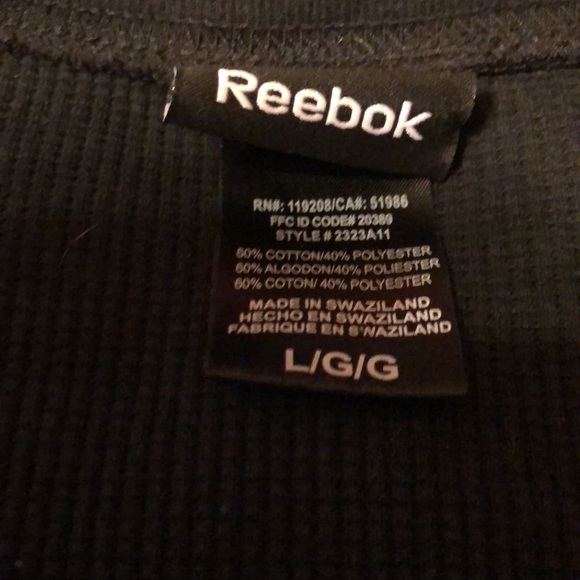 Reebok
RN#: 119208/CA#: 51986
FFC ID CODE# 20389
STYLE # 2323A11
60% COTTON/40% POLYESTER
60% ALGODON/40% POLIESTER
60% COTON/ 40% POLYESTER
MADE IN SWAZILAND
HECHO EN SWAZILAND
FABRIQUE EN SWAZILAND
L/G/G